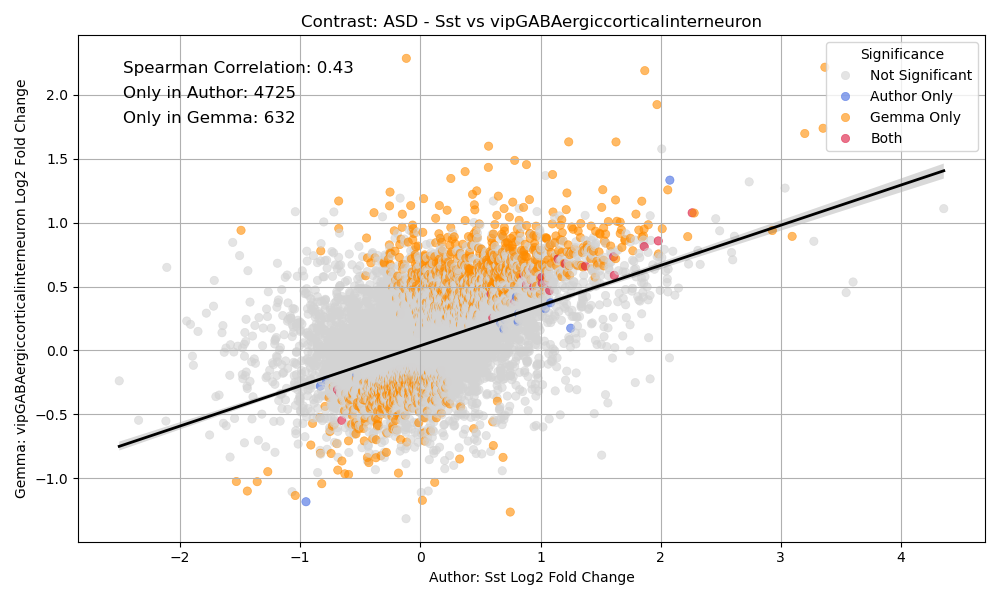 Contrast: ASD - Sst vs vipGABAergiccorticalinterneuron
Spearman Correlation: 0.43
Only in Author: 4725
Only in Gemma: 632
Significance
Not Significant
Author Only
Gemma Only
Both
Gemma: vipGABAergiccorticalinterneuron Log2 Fold Change
2.0
1.5
1.0
0.5
0.0
−0.5
−1.0
−2
−1
0
1
2
3
4
Author: Sst Log2 Fold Change